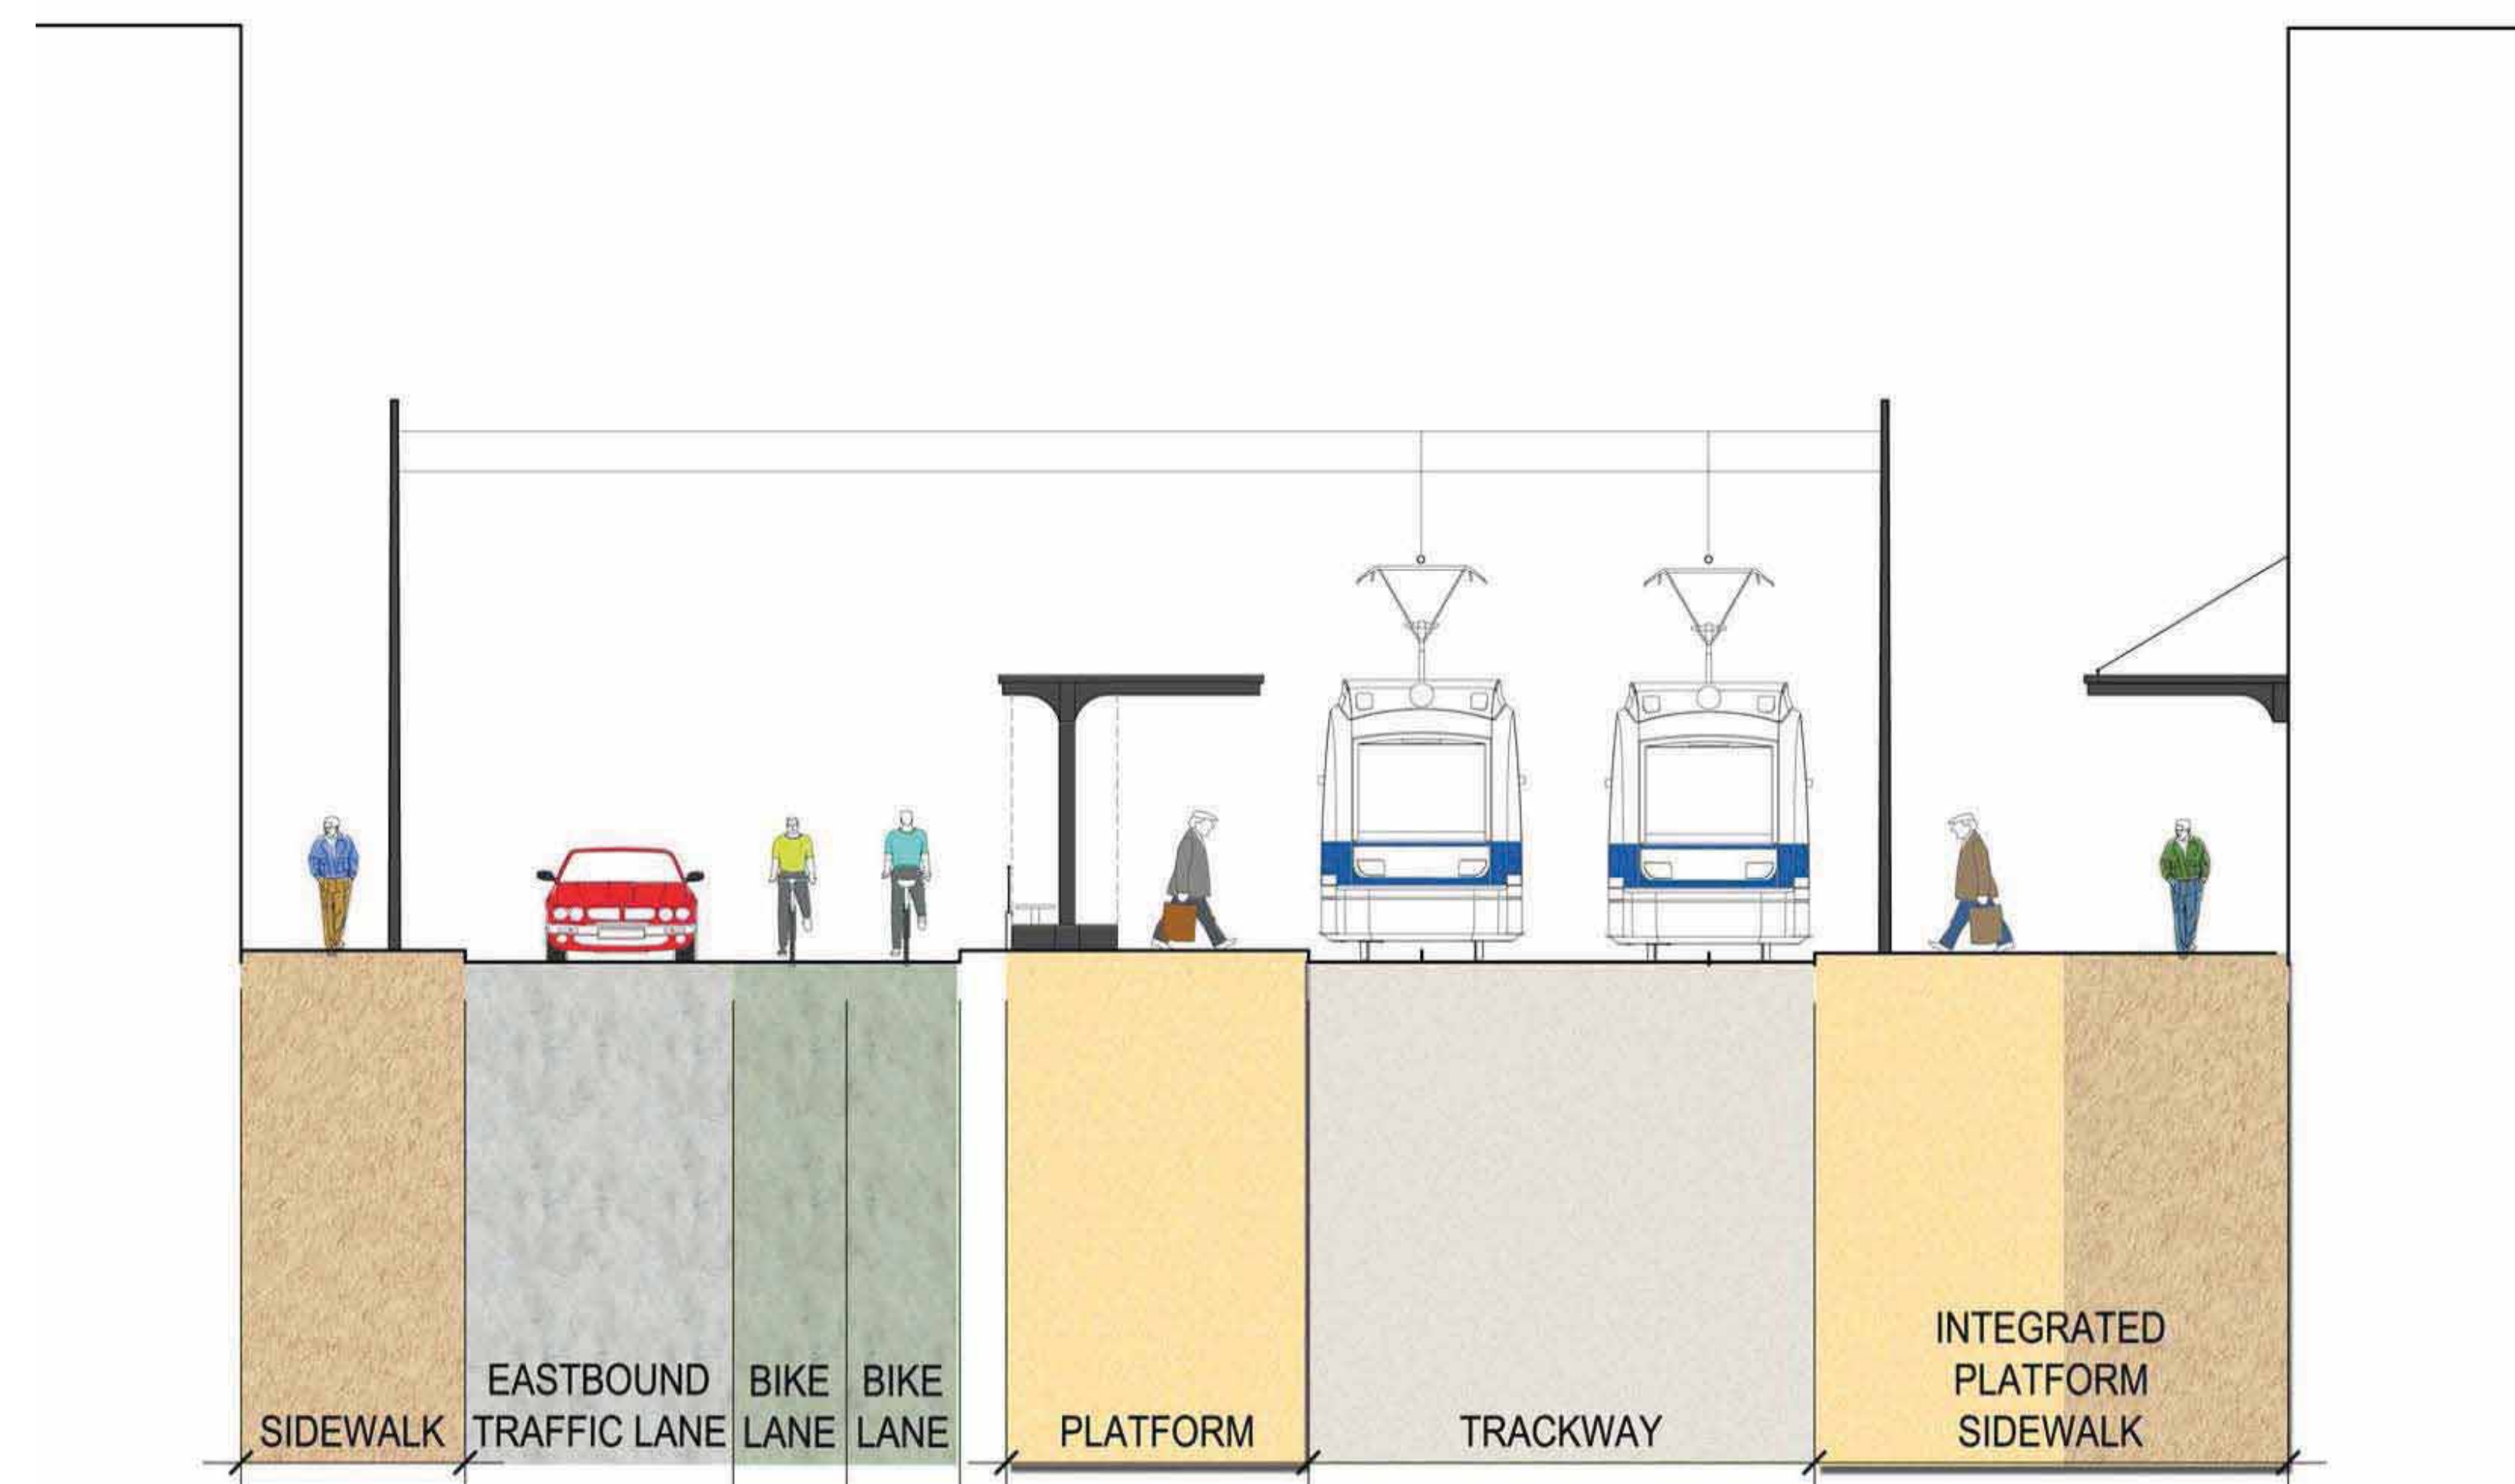 SIDEWALK
EASTBOUND
TRAFFIC LANE
BIKE
LANE
BIKE
LANE
PLATFORM
TRACKWAY
INTEGRATED
PLATFORM
SIDEWALK